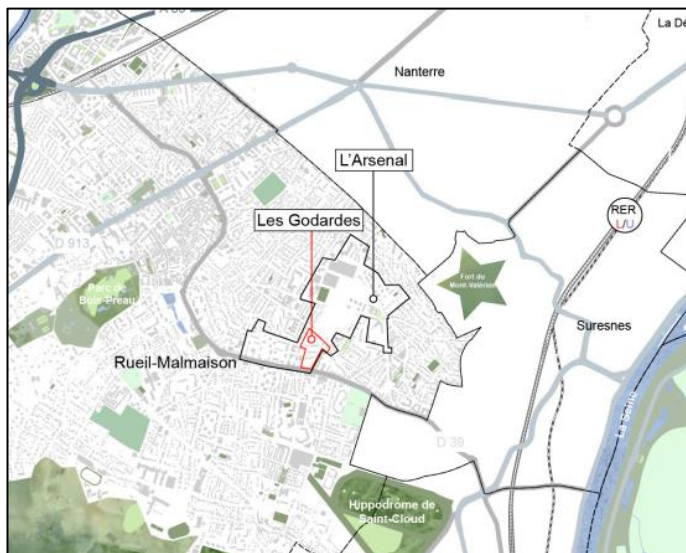 La Dé
Nanterre
L'Arsenal
Les Godardes
RER
D 913
Parc de
Bois-Préau
Fort du
Mont-Valérien
Suresnes
Rueil-Malmaison
La Seine
D 39
Hippodrome de
Saint-Cloud